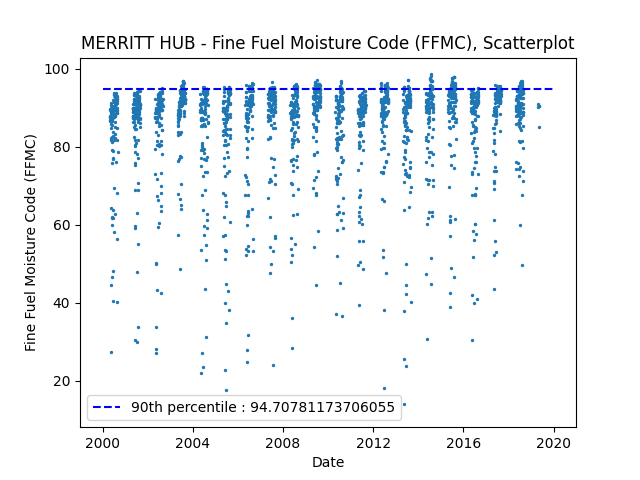 MERRITT HUB - Fine Fuel Moisture Code (FFMC), Scatterplot
Fine Fuel Moisture Code (FFMC)
100
80
60
40
20
90th percentile : 94.70781173706055
2000 2004 2008 2012 2016 2020
Date